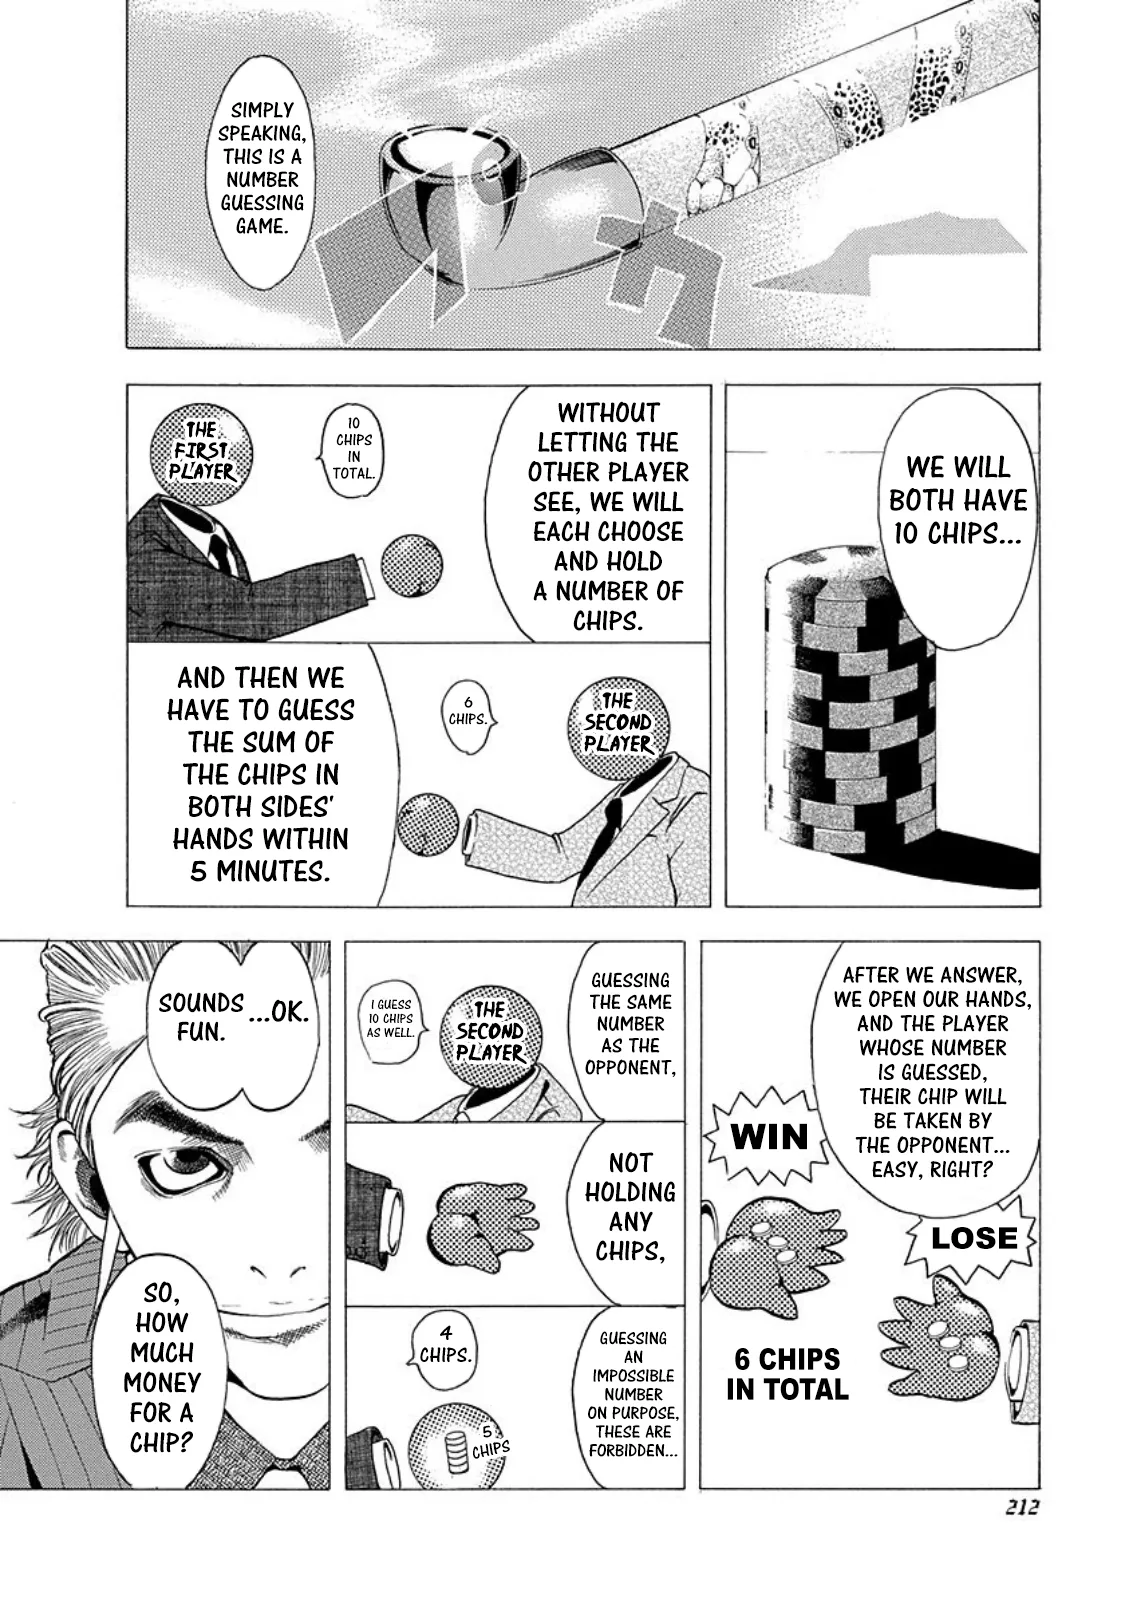 SIMPLY
SPEAKING,
THIS IS A
NUMBER
GUESSING
GAME.
WE WILL
BOTH HAVE
10 CHIPS...
WITHOUT
LETTING THE
OTHER PLAYER
SEE, WE WILL
EACH CHOOSE
AND HOLD
A NUMBER OF
CHIPS.
10
CHIPS
IN
TOTAL.
THE
FIRST
PLAYER
THE
SECOND
PLAYER
6
CHIPS.
AND THEN WE
HAVE TO GUESS
THE SUM OF
THE CHIPS IN
BOTH SIDES'
HANDS WITHIN
5 MINUTES.
AFTER WE ANSWER,
WE OPEN OUR HANDS,
AND THE PLAYER
WHOSE NUMBER
IS GUESSED,
THEIR CHIP WILL
BE TAKEN BY
THE OPPONENT...
EASY, RIGHT?
WIN
LOSE
6 CHIPS
IN TOTAL
GUESSING
THE SAME
NUMBER
AS THE
OPPONENT,
THE
SECOND
PLAYER
I GUESS
10 CHIPS
AS WELL.
NOT
HOLDING
ANY
CHIPS,
GUESSING
AN
IMPOSSIBLE
NUMBER
ON PURPOSE,
THESE ARE
FORBIDDEN...
4
CHIPS.
5
CHIPS
...OK.
SOUNDS
FUN.
SO,
HOW
MUCH
MONEY
FOR A
CHIP?
212